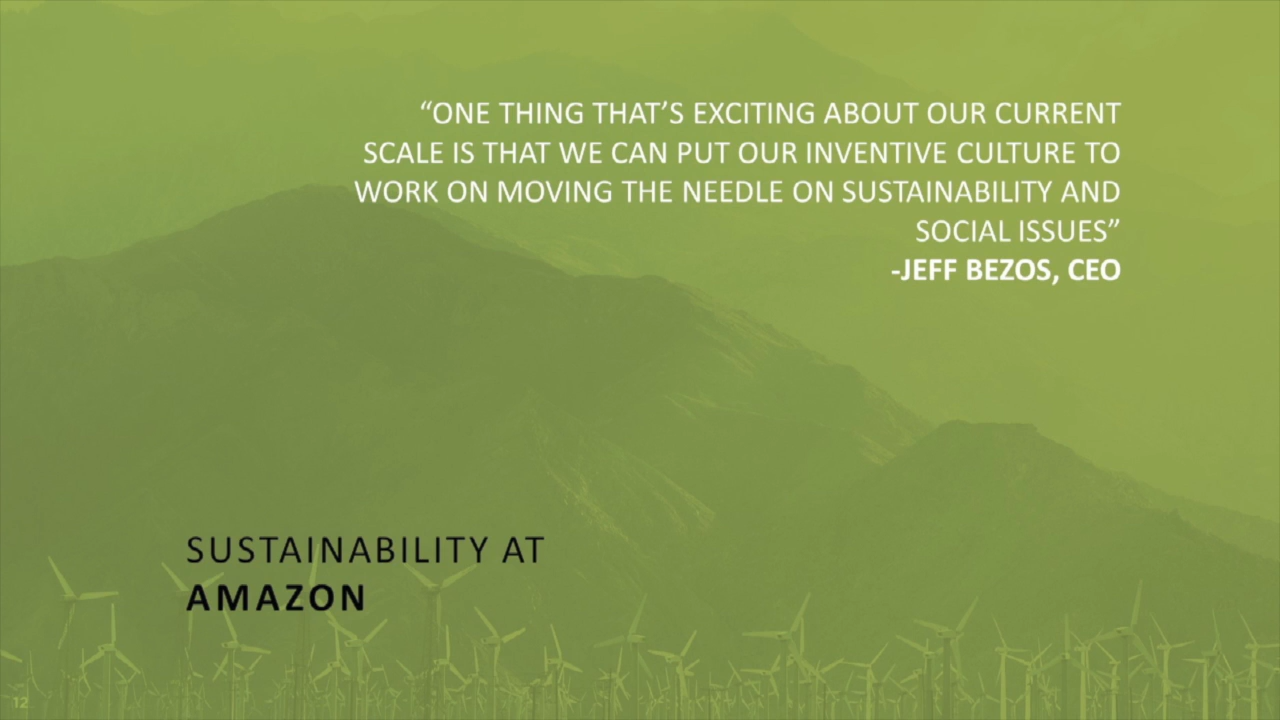 “ONE THING THAT’S EXCITING ABOUT OUR CURRENT
SCALE IS THAT WE CAN PUT OUR INVENTIVE CULTURE TO
WORK ON MOVING THE NEEDLE ON SUSTAINABILITY AND
SOCIAL ISSUES”
-JEFF BEZOS, CEO
SUSTAINABILITY AT
AMAZON
12